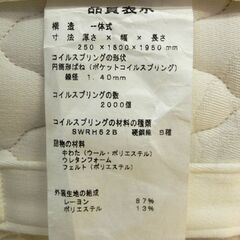 品質表示
構造 一体式
寸法 厚さ × 幅 × 長さ
250×1800×1950 mm
コイルスプリングの形状
円筒形ばね(ポケットコイルスプリング)
線径 1.40mm
コイルスプリングの数
2000個
コイルスプリングの材料の種類
SWRH62B 硬鋼線 B種
詰物の材料
中わた(ウール・ポリエステル)
ウレタンフォーム
フェルト(ポリエステル)
外張生地の組成
レーヨン 87%
ポリエステル 13%